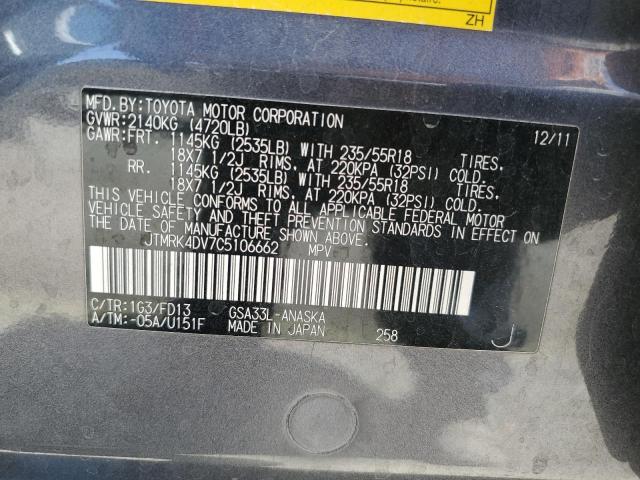 ZH
MFD. BY:TOYOTA MOTOR CORPORATION 12/11
GVWR:2140KG (4720LB)
GAWR:FRT. 1145KG (2535LB) WITH 235/55R18 TIRES,
18X7 1/2J RIMS, AT 220KPA (32PSI) COLD.
RR. 1145KG (2535LB) WITH 235/55R18 TIRES,
18X7 1/2J RIMS, AT 220KPA (32PSI) COLD.
THIS VEHICLE CONFORMS TO ALL APPLICABLE FEDERAL MOTOR
VEHICLE SAFETY AND THEFT PREVENTION STANDARDS IN EFFECT ON
THE DATE OF MANUFACTURE SHOWN ABOVE.
JTMRK4DV7C5106662 MPV
C/TR:1G3/FD13 GSA33L-ANASKA
A/TM:-05A/U151F MADE IN JAPAN 258 J